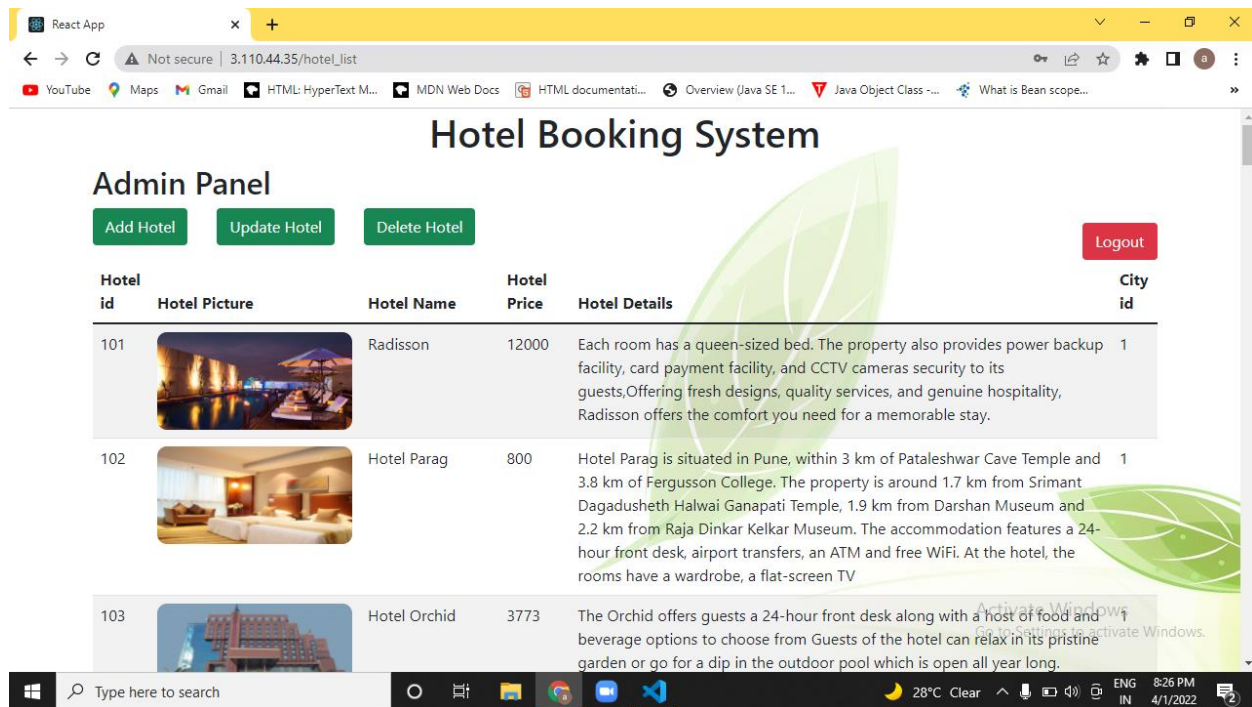 React App
Not secure | 3.110.44.35/hotel_list
a
YouTube Maps Gmail HTML: HyperText M... MDN Web Docs HTML documentati... Overview (Java SE 1... Java Object Class -... What is Bean scope... »
Hotel Booking System
Admin Panel
Add Hotel Update Hotel Delete Hotel
Logout
Hotel id Hotel Picture Hotel Name Hotel Price Hotel Details City id
101 Radisson 12000 Each room has a queen-sized bed. The property also provides power backup 1
facility, card payment facility, and CCTV cameras security to its
guests,Offering fresh designs, quality services, and genuine hospitality,
Radisson offers the comfort you need for a memorable stay.
102 Hotel Parag 800 Hotel Parag is situated in Pune, within 3 km of Pataleshwar Cave Temple and 1
3.8 km of Fergusson College. The property is around 1.7 km from Srimant
Dagadusheth Halwai Ganapati Temple, 1.9 km from Darshan Museum and
2.2 km from Raja Dinkar Kelkar Museum. The accommodation features a 24-
hour front desk, airport transfers, an ATM and free WiFi. At the hotel, the
rooms have a wardrobe, a flat-screen TV
103 Hotel Orchid 3773 The Orchid offers guests a 24-hour front desk along with a host of food and 1
beverage options to choose from Guests of the hotel can relax in its pristine
garden or go for a dip in the outdoor pool which is open all year long.
Activate Windows
Go to Settings to activate Windows.
Type here to search
28°C Clear
ENG 8:26 PM
IN 4/1/2022
2